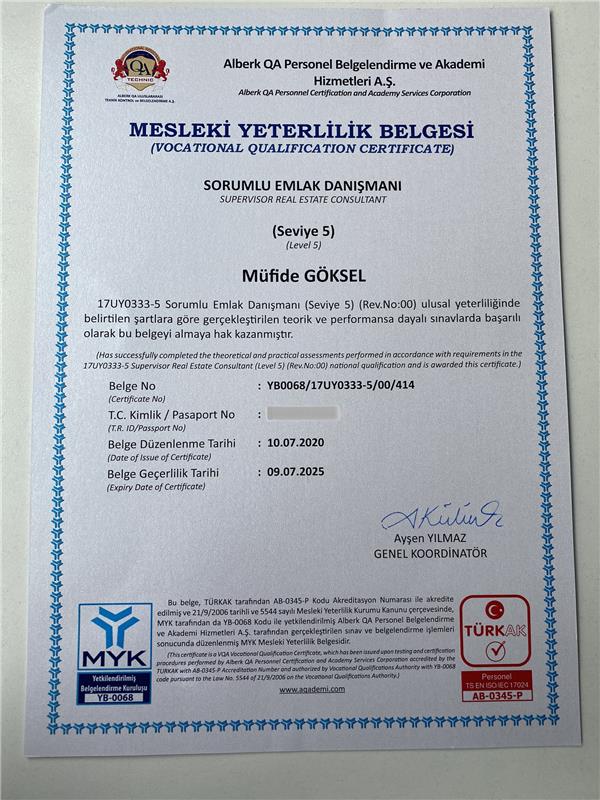 QA
TECHNIC
ALBERK QA ULUSLARARASI
TEKNİK KONTROL ve BELGELENDİRME A.Ş.
Alberk QA Personel Belgelendirme ve Akademi
Hizmetleri A.Ş.
Alberk QA Personnel Certification and Academy Services Corporation
MESLEKİ YETERLİLİK BELGESİ
(VOCATIONAL QUALIFICATION CERTIFICATE)
SORUMLU EMLAK DANIŞMANI
SUPERVISOR REAL ESTATE CONSULTANT
(Seviye 5)
(Level 5)
Müfide GÖKSEL
17UY0333-5 Sorumlu Emlak Danışmanı (Seviye 5) (Rev.No:00) ulusal yeterliliğinde
belirtilen şartlara göre gerçekleştirilen teorik ve performansa dayalı sınavlarda başarılı
olarak bu belgeyi almaya hak kazanmıştır.
(Has successfully completed the theoretical and practical assessments performed in accordance with requirements in the
17UY0333-5 Supervisor Real Estate Consultant (Level 5) (Rev.No:00) national qualification and is awarded this certificate.)
Belge No : YB0068/17UY0333-5/00/414
(Certificate No)
T.C. Kimlik / Pasaport No :
(T.R. ID/Passport No)
Belge Düzenlenme Tarihi : 10.07.2020
(Date of Issue of Certificate)
Belge Geçerlilik Tarihi : 09.07.2025
(Expiry Date of Certificate)
Ayşen YILMAZ
GENEL KOORDİNATÖR
Bu belge, TÜRKAK tarafından AB-0345-P Kodu Akreditasyon Numarası ile akredite
edilmiş ve 21/9/2006 tarihli ve 5544 sayılı Mesleki Yeterlilik Kurumu Kanunu çerçevesinde,
MYK tarafından da YB-0068 Kodu ile yetkilendirilmiş Alberk QA Personel Belgelendirme
ve Akademi Hizmetleri A.Ş. tarafından gerçekleştirilen sınav ve belgelendirme işlemleri
sonucunda düzenlenmiş MYK Mesleki Yeterlilik Belgesidir.
(This certificate is a VQA Vocational Qualification Certificate, which has been issued upon testing and certification
procedures performed by Alberk QA Personnel Certification and Academy Services Corporation accredited by the
TÜRKAK with AB-0345-P Accreditation Number and authorized by Vocational Qualifications Authority with YB-0068
code pursuant to the Law No. 5544 of 21/9/2006 on the Vocational Qualifications Authority.)
www.aqademi.com
MYK
Yetkilendirilmiş
Belgelendirme Kuruluşu
YB-0068
TÜRKAK
Personel
TS EN ISO IEC 17024
AB-0345-P